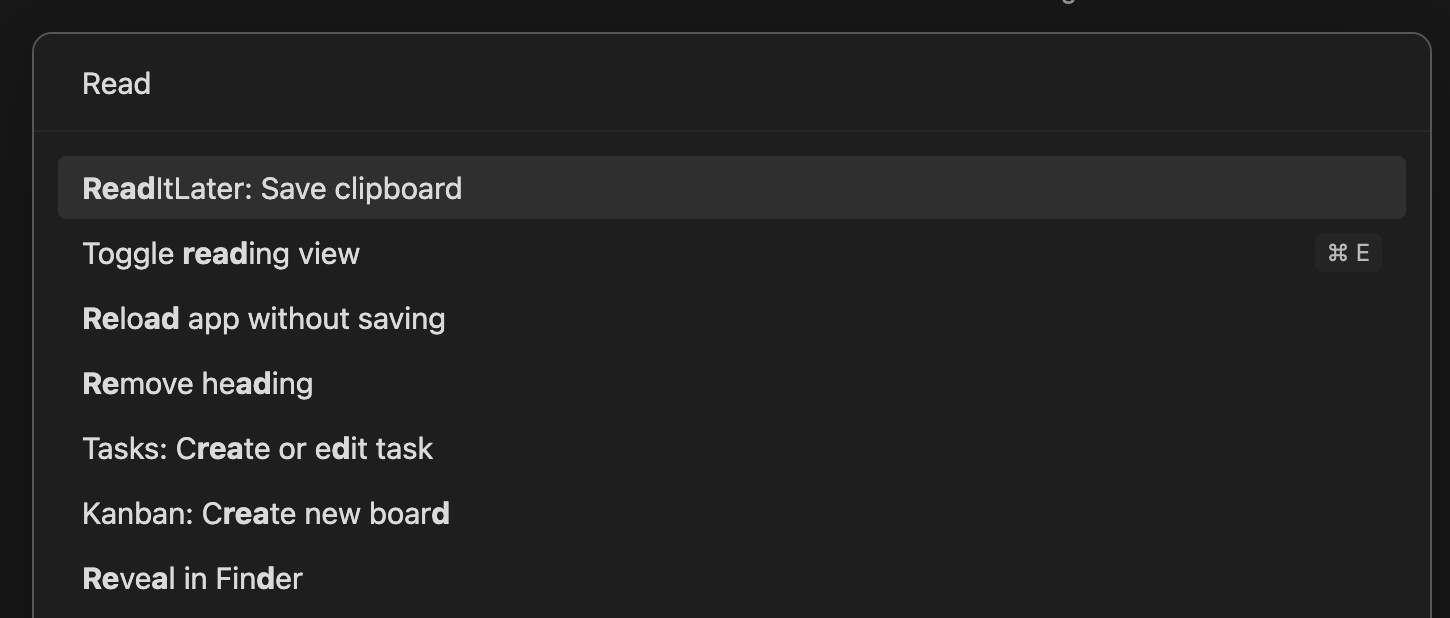 Read
ReadItLater: Save clipboard
Toggle reading view ⌘ E
Reload app without saving
Remove heading
Tasks: Create or edit task
Kanban: Create new board
Reveal in Finder